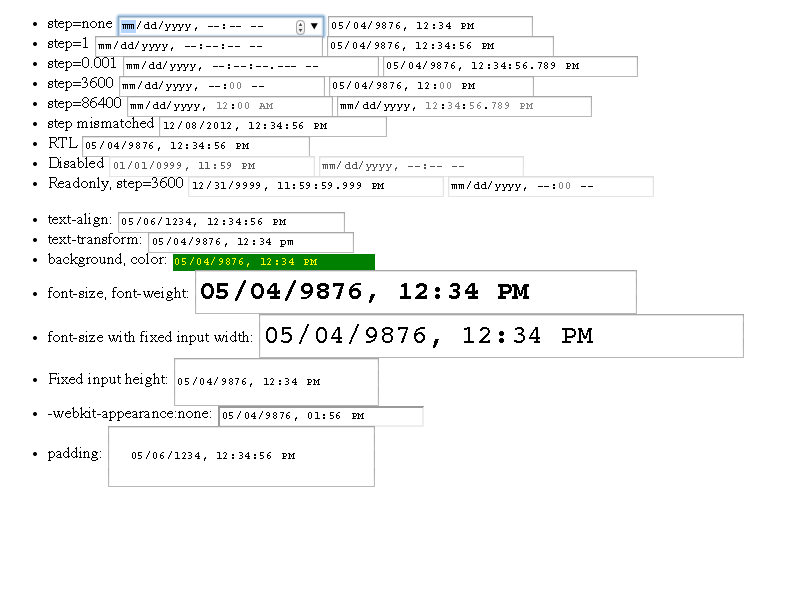 step=none mm/dd/yyyy, --:-- -- 05/04/9876, 12:34 PM
step=1 mm/dd/yyyy, --:--:-- -- 05/04/9876, 12:34:56 PM
step=0.001 mm/dd/yyyy, --:--:--.--- -- 05/04/9876, 12:34:56.789 PM
step=3600 mm/dd/yyyy, --:00 -- 05/04/9876, 12:00 PM
step=86400 mm/dd/yyyy, 12:00 AM mm/dd/yyyy, 12:34:56.789 PM
step mismatched 12/08/2012, 12:34:56 PM
RTL 05/04/9876, 12:34:56 PM
Disabled 01/01/0999, 11:59 PM mm/dd/yyyy, --:-- --
Readonly, step=3600 12/31/9999, 11:59:59.999 PM mm/dd/yyyy, --:00 --
text-align: 05/06/1234, 12:34:56 PM
text-transform: 05/04/9876, 12:34 pm
background, color: 05/04/9876, 12:34 PM
font-size, font-weight: 05/04/9876, 12:34 PM
font-size with fixed input width: 05/04/9876, 12:34 PM
Fixed input height: 05/04/9876, 12:34 PM
-webkit-appearance:none: 05/04/9876, 01:56 PM
padding: 05/06/1234, 12:34:56 PM